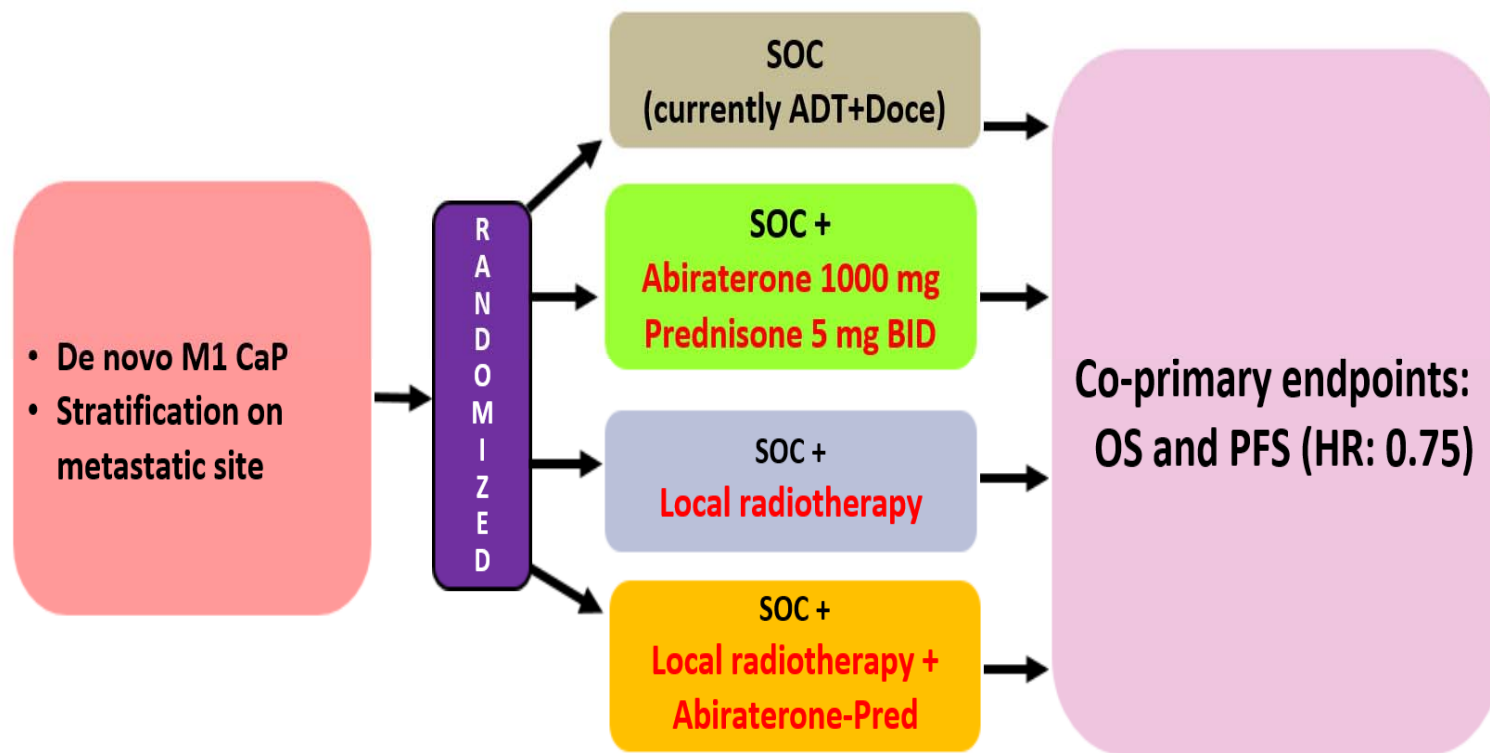 • De novo M1 CaP
• Stratification on
metastatic site
RANDOMIZED
SOC
(currently ADT+Doce)
SOC +
Abiraterone 1000 mg
Prednisone 5 mg BID
SOC +
Local radiotherapy
SOC +
Local radiotherapy +
Abiraterone-Pred
Co-primary endpoints:
OS and PFS (HR: 0.75)